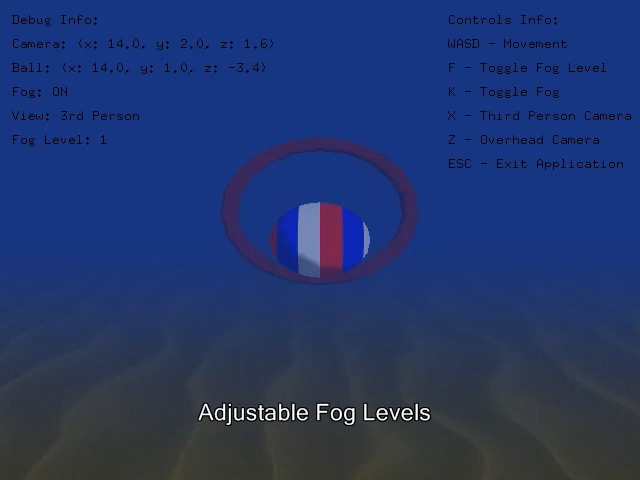 Debug Info:
Camera: (x: 14.0, y: 2.0, z: 1.6)
Ball: (x: 14.0, y: 1.0, z: -3.4)
Fog: ON
View: 3rd Person
Fog Level: 1
Controls Info:
WASD - Movement
F - Toggle Fog Level
K - Toggle Fog
X - Third Person Camera
Z - Overhead Camera
ESC - Exit Application
Adjustable Fog Levels